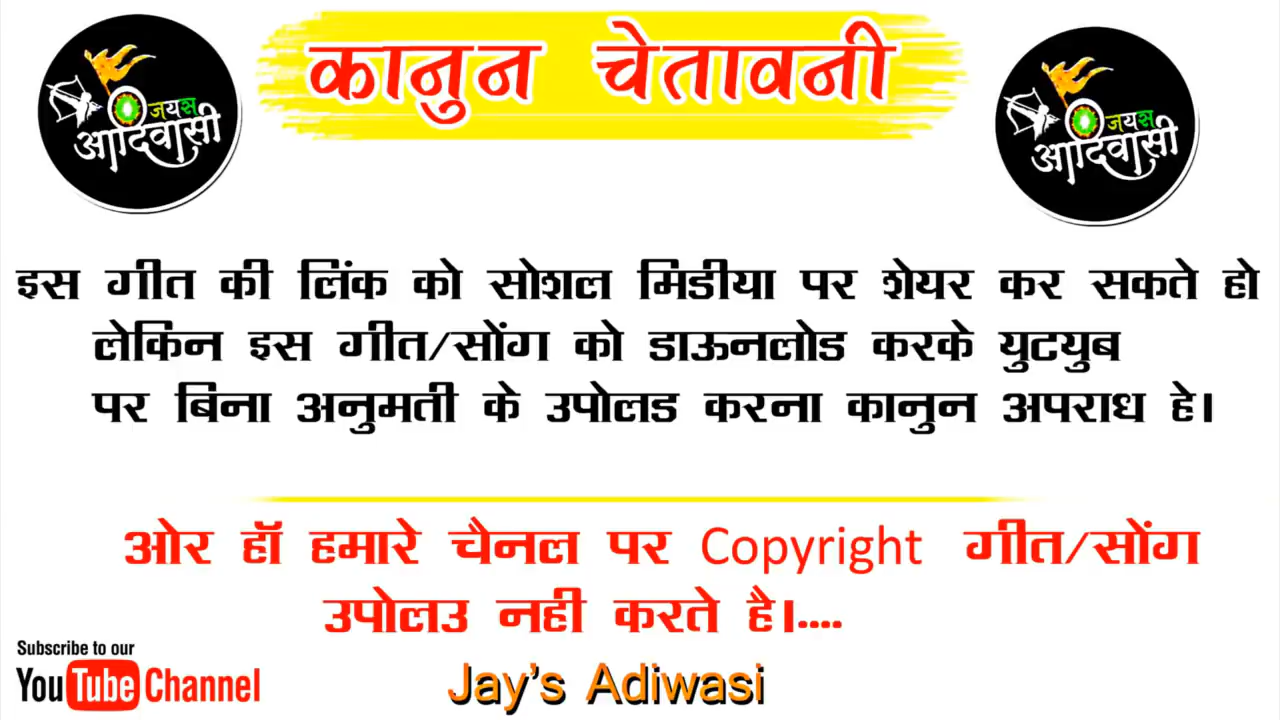 कानुन चेतावनी
जयस
आदिवासी
जयस
आदिवासी
इस गीत की लिंक को सोशल मिडीया पर शेयर कर सकते हो
लेकिन इस गीत/सोंग को डाऊनलोड करके युटयुब
पर बिना अनुमती के उपोलड करना कानुन अपराध हे।
ओर हॉ हमारे चैनल पर Copyright गीत/सोंग
उपोलउ नही करते है।....
Subscribe to our
YouTube Channel
Jay's Adiwasi